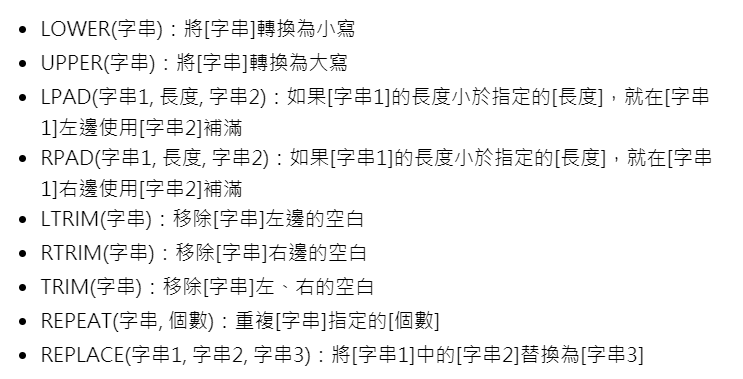 • LOWER(字串)：將[字串]轉換為小寫
• UPPER(字串)：將[字串]轉換為大寫
• LPAD(字串1, 長度, 字串2)：如果[字串1]的長度小於指定的[長度]，就在[字串
1]左邊使用[字串2]補滿
• RPAD(字串1, 長度, 字串2)：如果[字串1]的長度小於指定的[長度]，就在[字串
1]右邊使用[字串2]補滿
• LTRIM(字串)：移除[字串]左邊的空白
• RTRIM(字串)：移除[字串]右邊的空白
• TRIM(字串)：移除[字串]左、右的空白
• REPEAT(字串, 個數)：重複[字串]指定的[個數]
• REPLACE(字串1, 字串2, 字串3)：將[字串1]中的[字串2]替換為[字串3]